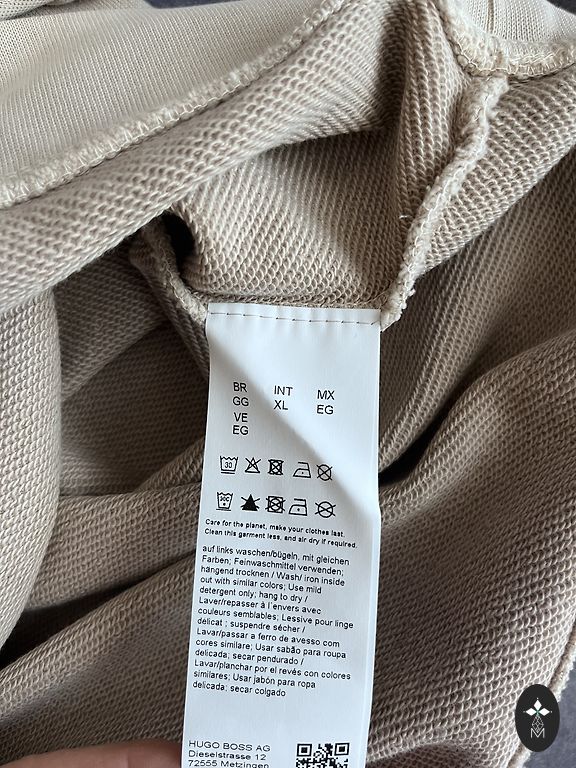 BR INT MX
GG XL EG
VE
EG
30
30C
Care for the planet, make your clothes last.
Clean this garment less, and air dry if required.
auf links waschen/bügeln, mit gleichen
Farben; Feinwaschmittel verwenden;
hängend trocknen / Wash/ iron inside
out with similar colors; Use mild
detergent only; hang to dry /
Laver/repasser à l`envers avec
couleurs semblables; Lessive pour linge
délicat ; suspendre sécher /
Lavar/passar a ferro de avesso com
cores similare; Usar sabão para roupa
delicada; secar pendurado /
Lavar/planchar por el revés con colores
similares; Usar jabón para ropa
delicada; secar colgado
HUGO BOSS AG
Dieselstrasse 12
72555 Metzingen
M